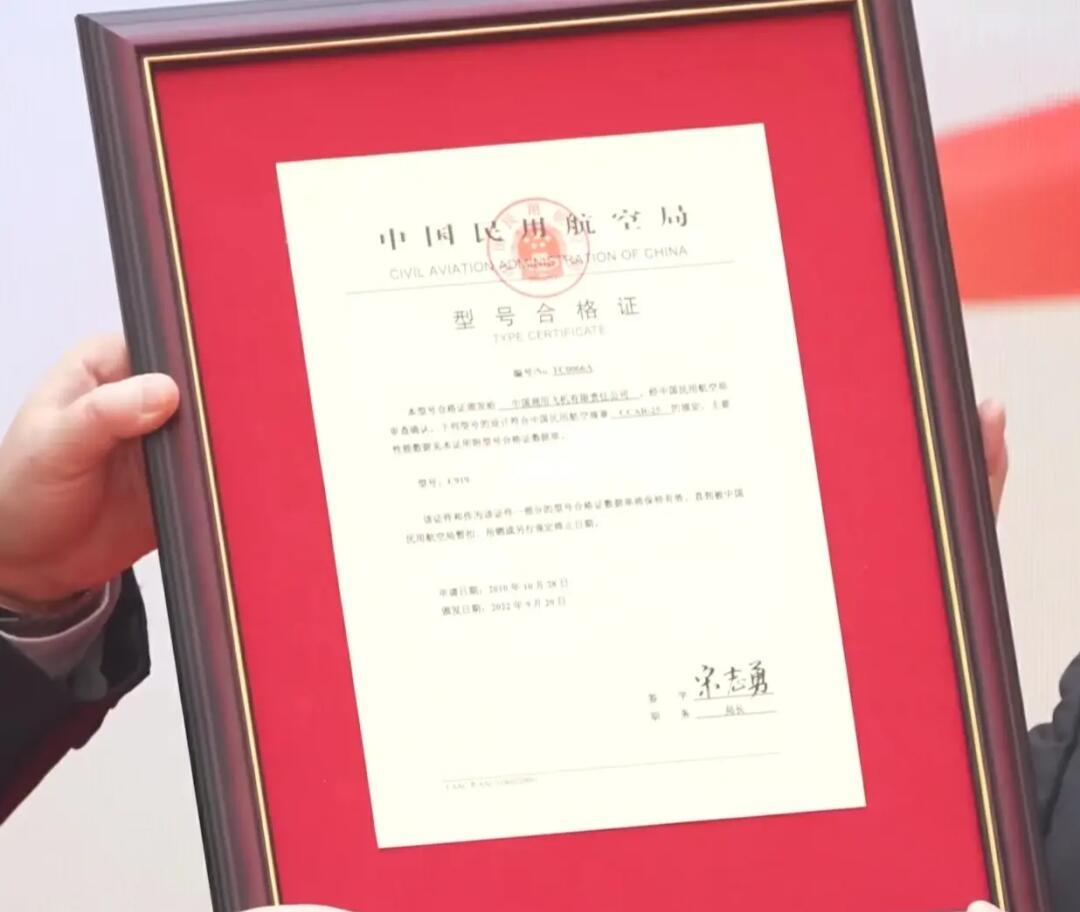 中国民用航空局
CIVIL AVIATION ADMINISTRATION OF CHINA
型号合格证
TYPE CERTIFICATE
编号/No. TC0066A
本型号合格证颁发给 中国商用飞机有限责任公司 ，经中国民用航空局
审查确认，下列型号的设计符合中国民用航空规章 CCAR-25 的规定，主要
性能数据见本证所附型号合格证数据单。
型号：C919
该证件和作为该证件一部分的型号合格证数据单将保持有效，直到被中国
民用航空局暂扣、吊销或另行规定终止日期。
申请日期：2010 年 10 月 28 日
颁发日期：2022 年 9 月 29 日
签 字 宋志勇
职 务 局长